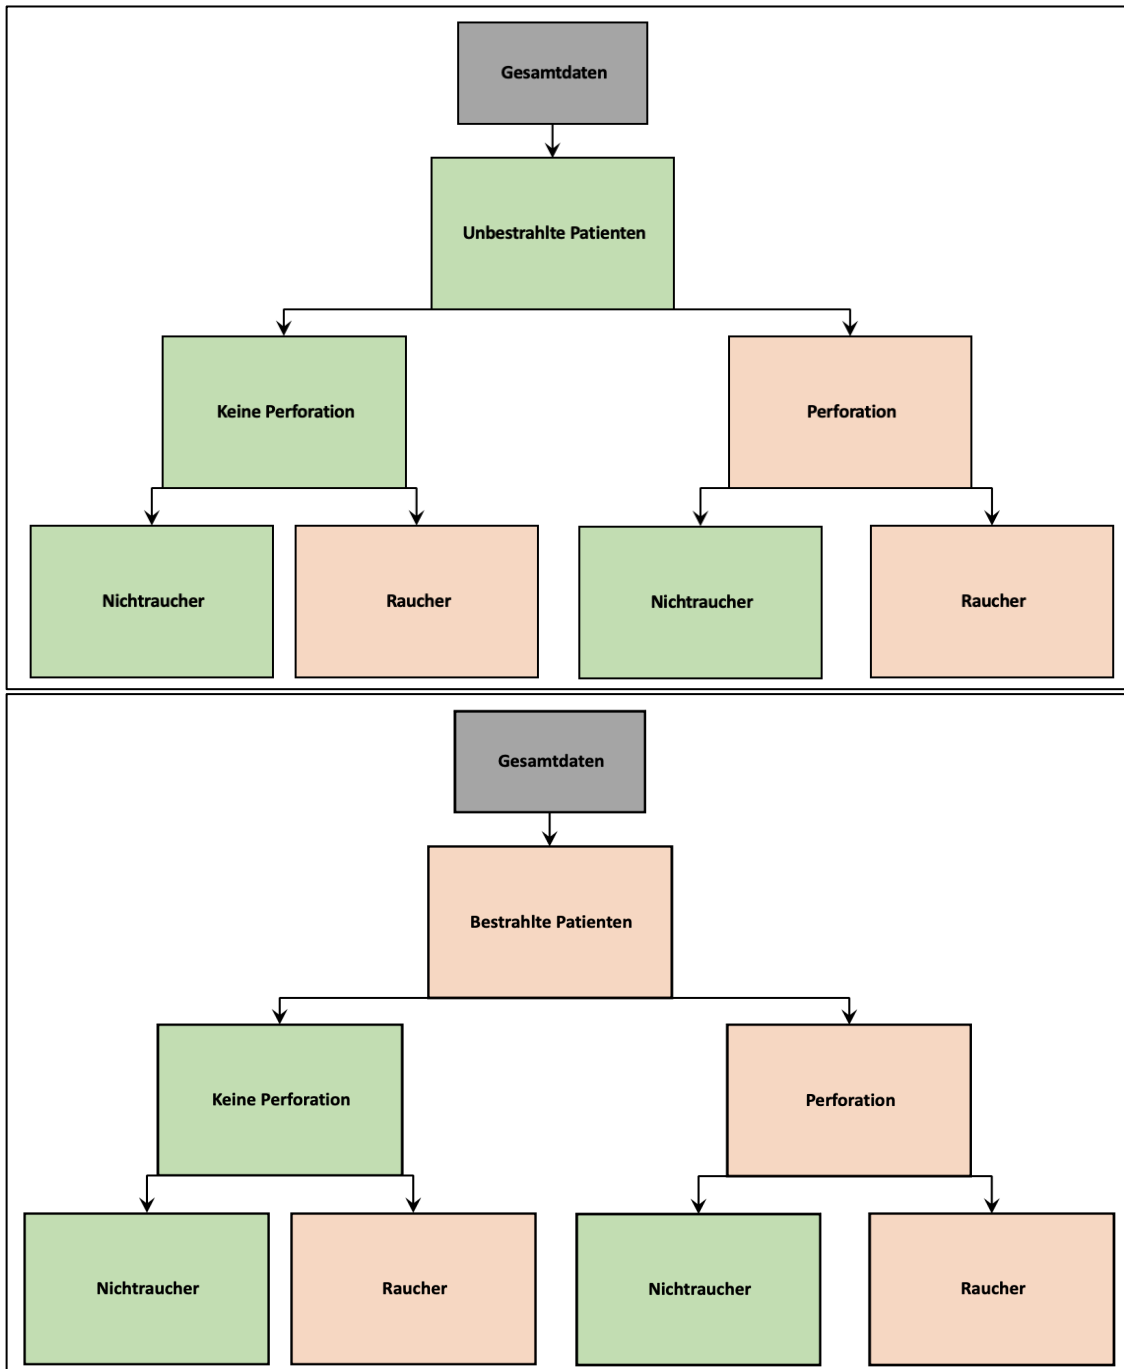 Gesamtdaten
Unbestrahlte Patienten
Keine Perforation
Perforation
Nichtraucher
Raucher
Nichtraucher
Raucher
Gesamtdaten
Bestrahlte Patienten
Keine Perforation
Perforation
Nichtraucher
Raucher
Nichtraucher
Raucher